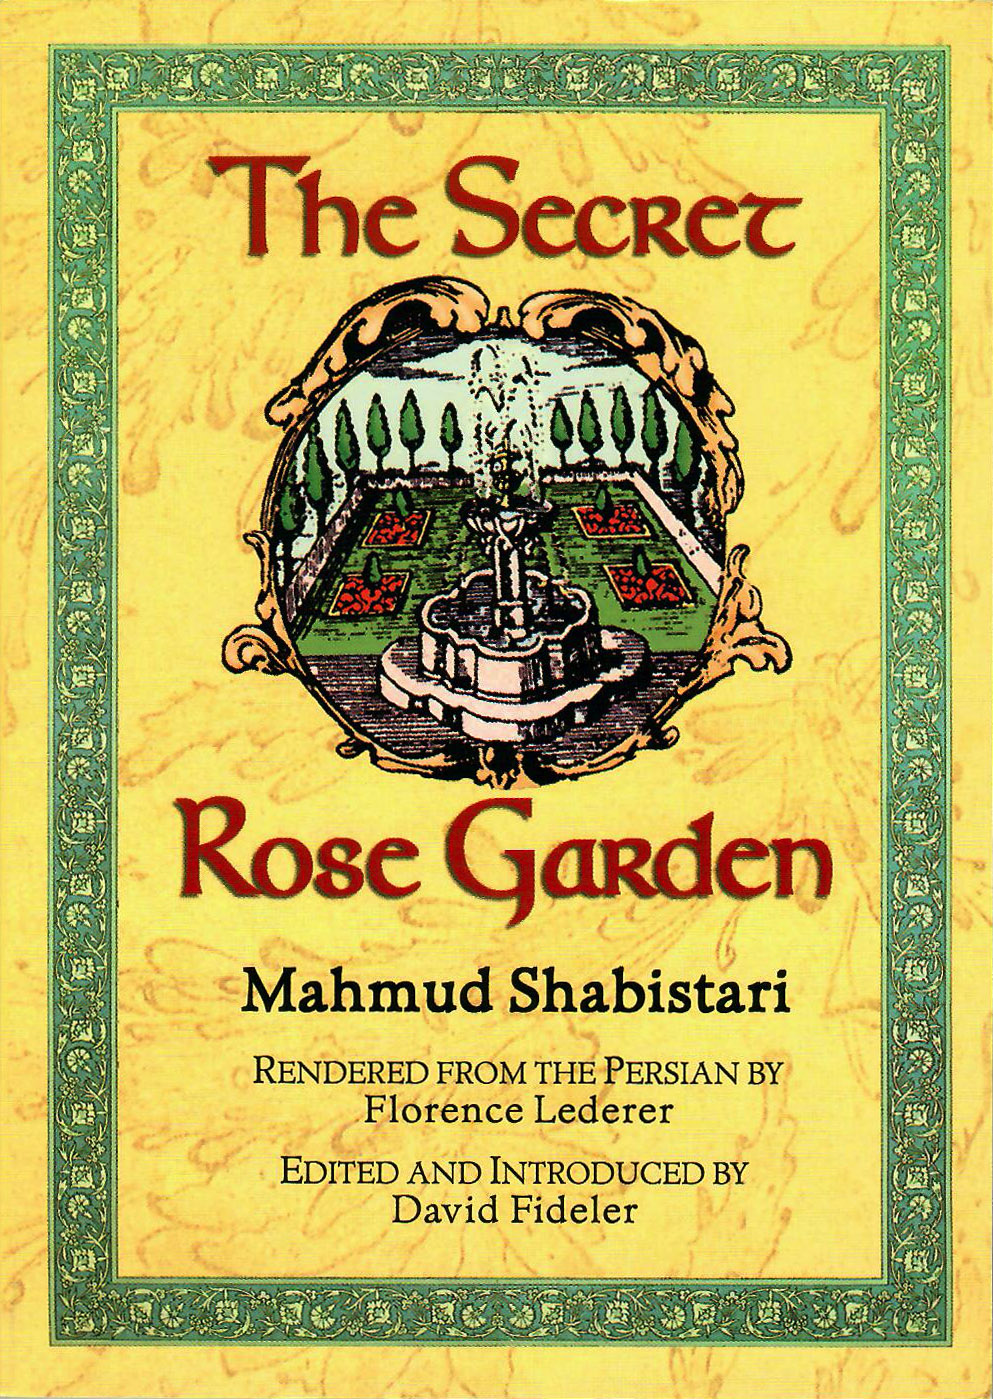 The Secret
Rose Garden
Mahmud Shabistari
Rendered from the Persian by
Florence Lederer
Edited and Introduced by
David Fideler